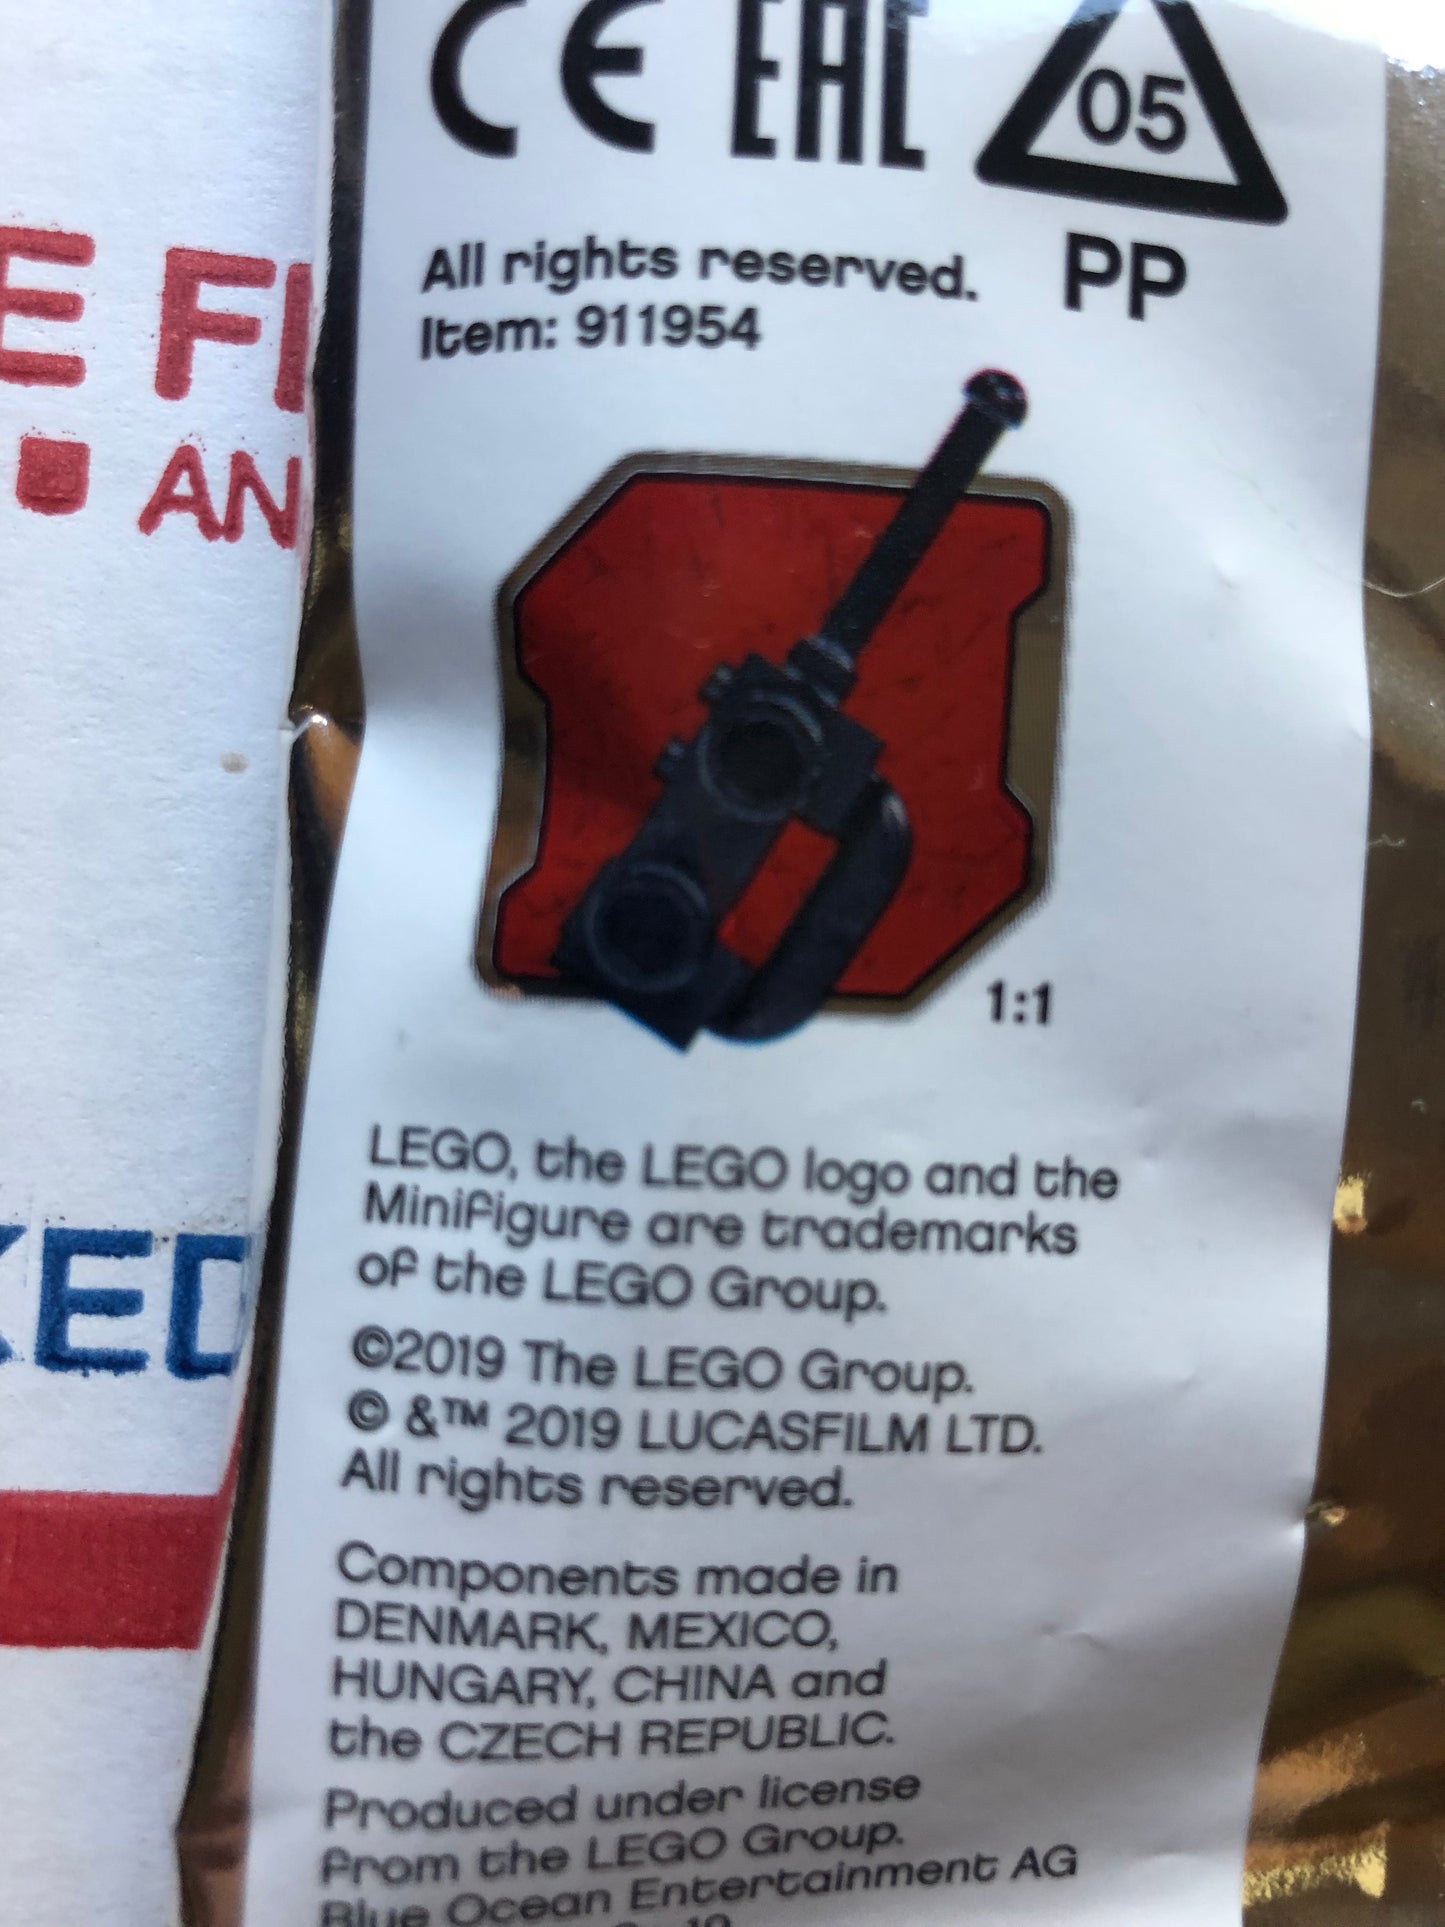 CE EAC 05
PP
All rights reserved.
Item: 911954
1:1
LEGO, the LEGO logo and the
Minifigure are trademarks
of the LEGO Group.
©2019 The LEGO Group.
© &™ 2019 LUCASFILM LTD.
All rights reserved.
Components made in
DENMARK, MEXICO,
HUNGARY, CHINA and
the CZECH REPUBLIC.
Produced under license
from the LEGO Group.
Blue Ocean Entertainment AG
E FI
AN
KED